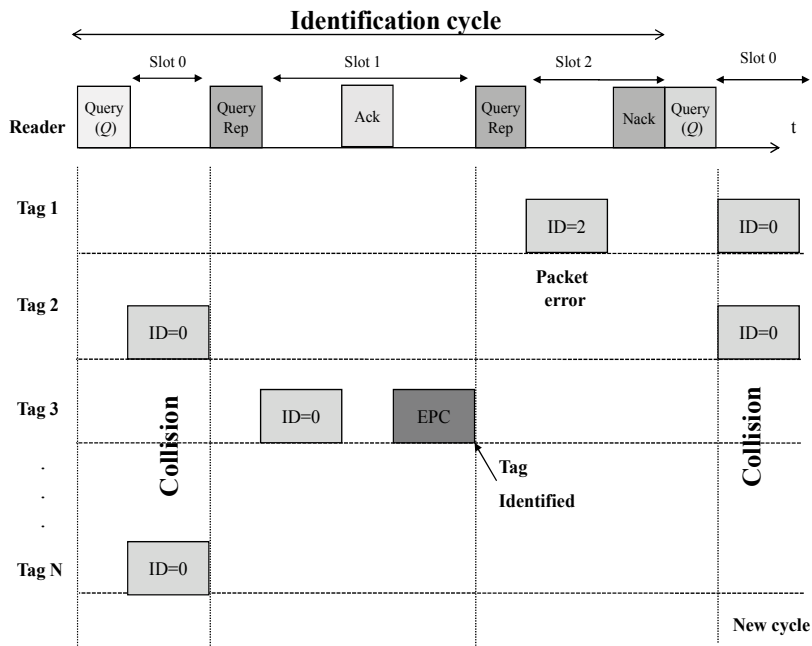 Identification cycle
Slot 0
Slot 1
Slot 2
Slot 0
Reader
Query
(Q)
Query
Rep
Ack
Query
Rep
Nack
Query
(Q)
t
Tag 1
ID=2
ID=0
Packet
error
Tag 2
ID=0
ID=0
Tag 3
ID=0
EPC
Collision
Collision
Tag
Identified
.
.
.
Tag N
ID=0
New cycle